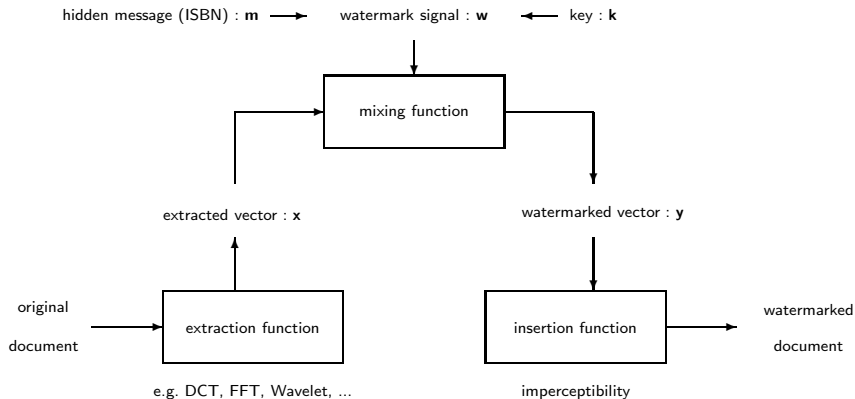 hidden message (ISBN) : m
watermark signal : w
key : k
mixing function
extracted vector : x
watermarked vector : y
original
document
extraction function
insertion function
watermarked
document
e.g. DCT, FFT, Wavelet, ...
imperceptibility